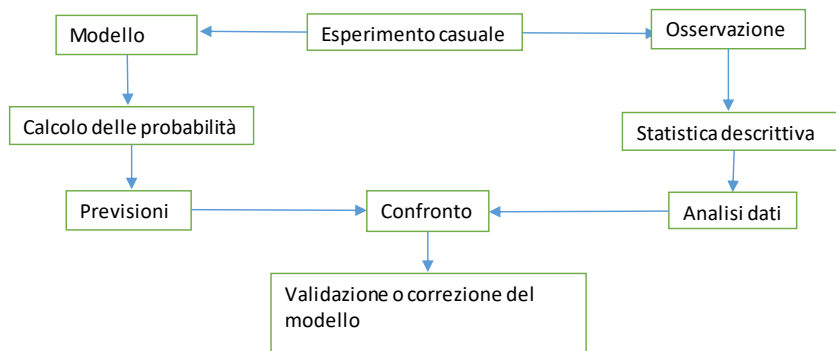 Modello
Esperimento casuale
Osservazione
Calcolo delle probabilità
Statistica descrittiva
Previsioni
Confronto
Analisi dati
Validazione o correzione del
modello